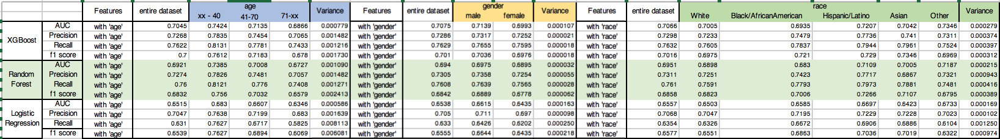 Features entire dataset age Variance Features entire dataset gender Variance Features entire dataset race Variance
xx - 40 41-70 71-xx male female White Black/AfricanAmerican Hispanic/Latino Asian Other
XGBoost AUC with 'age' 0.7045 0.7424 0.7135 0.6866 0.000779 with 'gender' 0.7075 0.7139 0.6993 0.000107 with 'race' 0.7066 0.7005 0.6935 0.7207 0.7042 0.7346 0.000279
Precision with 'age' 0.7268 0.7835 0.7454 0.7065 0.001482 with 'gender' 0.7286 0.7317 0.7252 0.000021 with 'race' 0.7298 0.7233 0.7479 0.7736 0.741 0.7311 0.000374
Recall with 'age' 0.7622 0.8131 0.7781 0.7433 0.001216 with 'gender' 0.7629 0.7655 0.7595 0.000018 with 'race' 0.7632 0.7605 0.7837 0.7944 0.7961 0.7524 0.000397
f1 score with 'age' 0.7 0.7612 0.7183 0.678 0.001730 with 'gender' 0.701 0.7036 0.6976 0.000018 with 'race' 0.7016 0.6975 0.721 0.729 0.7346 0.6969 0.000312
Random Forest AUC with 'age' 0.6921 0.7385 0.7008 0.6727 0.001090 with 'gender' 0.694 0.6975 0.6895 0.000032 with 'race' 0.6951 0.6898 0.683 0.7109 0.7005 0.7187 0.000215
Precision with 'age' 0.7274 0.7826 0.7481 0.7057 0.001482 with 'gender' 0.7305 0.7358 0.7254 0.000055 with 'race' 0.7311 0.7251 0.7423 0.7717 0.6867 0.7321 0.000943
Recall with 'age' 0.76 0.8121 0.776 0.7408 0.001271 with 'gender' 0.7608 0.7639 0.7565 0.000028 with 'race' 0.761 0.7591 0.7793 0.7973 0.7881 0.7481 0.000416
f1 score with 'age' 0.6832 0.756 0.7032 0.6579 0.002413 with 'gender' 0.6842 0.6889 0.6778 0.000062 with 'race' 0.6858 0.6823 0.7006 0.7266 0.7107 0.6795 0.000389
Logistic Regression AUC with 'age' 0.6515 0.683 0.6607 0.6346 0.000586 with 'gender' 0.6538 0.6615 0.6435 0.000163 with 'race' 0.6557 0.6503 0.6585 0.6697 0.6423 0.6733 0.000169
Precision with 'age' 0.7047 0.7638 0.7199 0.683 0.001639 with 'gender' 0.705 0.711 0.697 0.000098 with 'race' 0.7068 0.7047 0.7195 0.7229 0.7228 0.7023 0.000102
Recall with 'age' 0.631 0.7627 0.6717 0.5825 0.008113 with 'gender' 0.633 0.6426 0.6202 0.000250 with 'race' 0.6354 0.6326 0.6672 0.6906 0.6886 0.6104 0.001250
f1 score with 'age' 0.6539 0.7627 0.6894 0.6069 0.006081 with 'gender' 0.6555 0.6644 0.6435 0.000218 with 'race' 0.6577 0.6551 0.6863 0.7036 0.7019 0.6322 0.000974